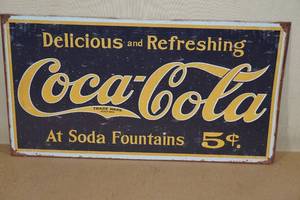 Delicious and Refreshing
Coca-Cola
TRADE MARK
At Soda Fountains 5¢.